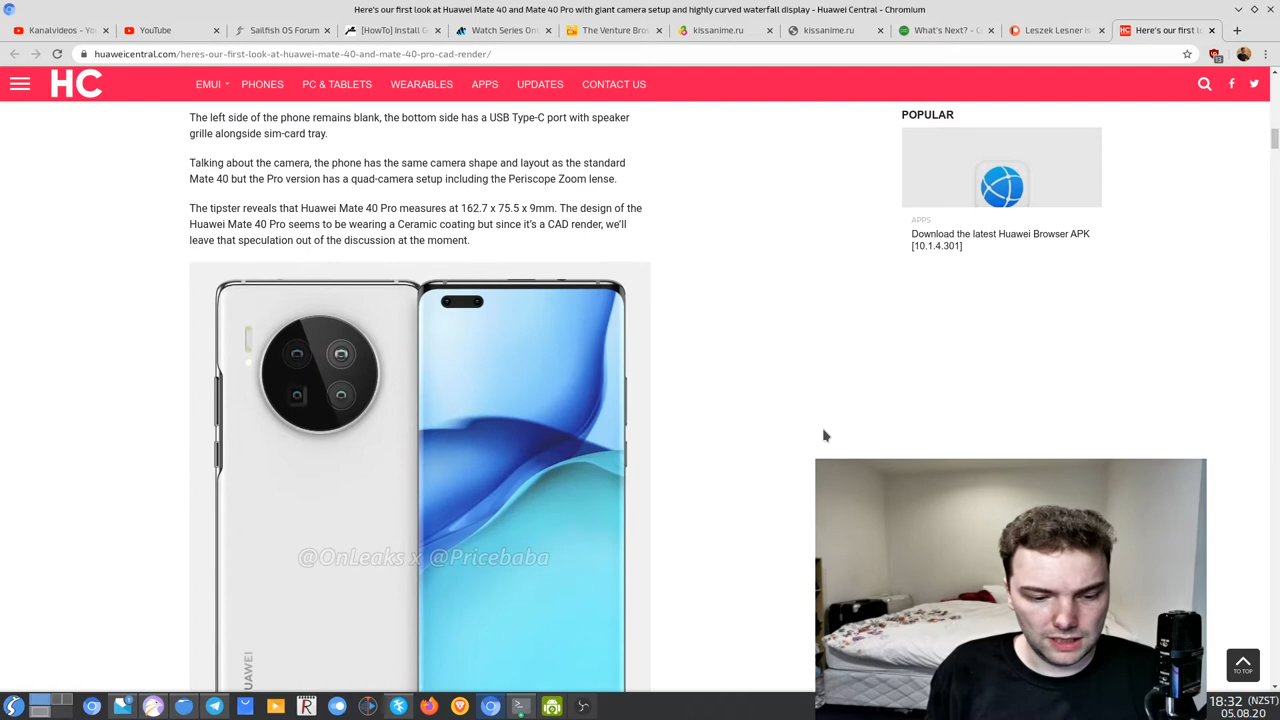 Here's our first look at Huawei Mate 40 and Mate 40 Pro with giant camera setup and highly curved waterfall display - Huawei Central - Chromium
Kanalvideos - Yo
YouTube
Sailfish OS Forum
[HowTo] Install
Watch Series Onl
The Venture Bro
kissanime.ru
kissanime.ru
What's Next? - C
Leszek Lesner is
Here's our first l
huaweicentral.com/heres-our-first-look-at-huawei-mate-40-and-mate-40-pro-cad-render/
13
HC
EMUI
PHONES
PC & TABLETS
WEARABLES
APPS
UPDATES
CONTACT US
The left side of the phone remains blank, the bottom side has a USB Type-C port with speaker
grille alongside sim-card tray.
Talking about the camera, the phone has the same camera shape and layout as the standard
Mate 40 but the Pro version has a quad-camera setup including the Periscope Zoom lense.
The tipster reveals that Huawei Mate 40 Pro measures at 162.7 x 75.5 x 9mm. The design of the
Huawei Mate 40 Pro seems to be wearing a Ceramic coating but since it's a CAD render, we'll
leave that speculation out of the discussion at the moment.
POPULAR
APPS
Download the latest Huawei Browser APK
[10.1.4.301]
@OnLeaks x @Pricebaba
UAWEI
TO TOP
18:32 (NZST)
05.08.20